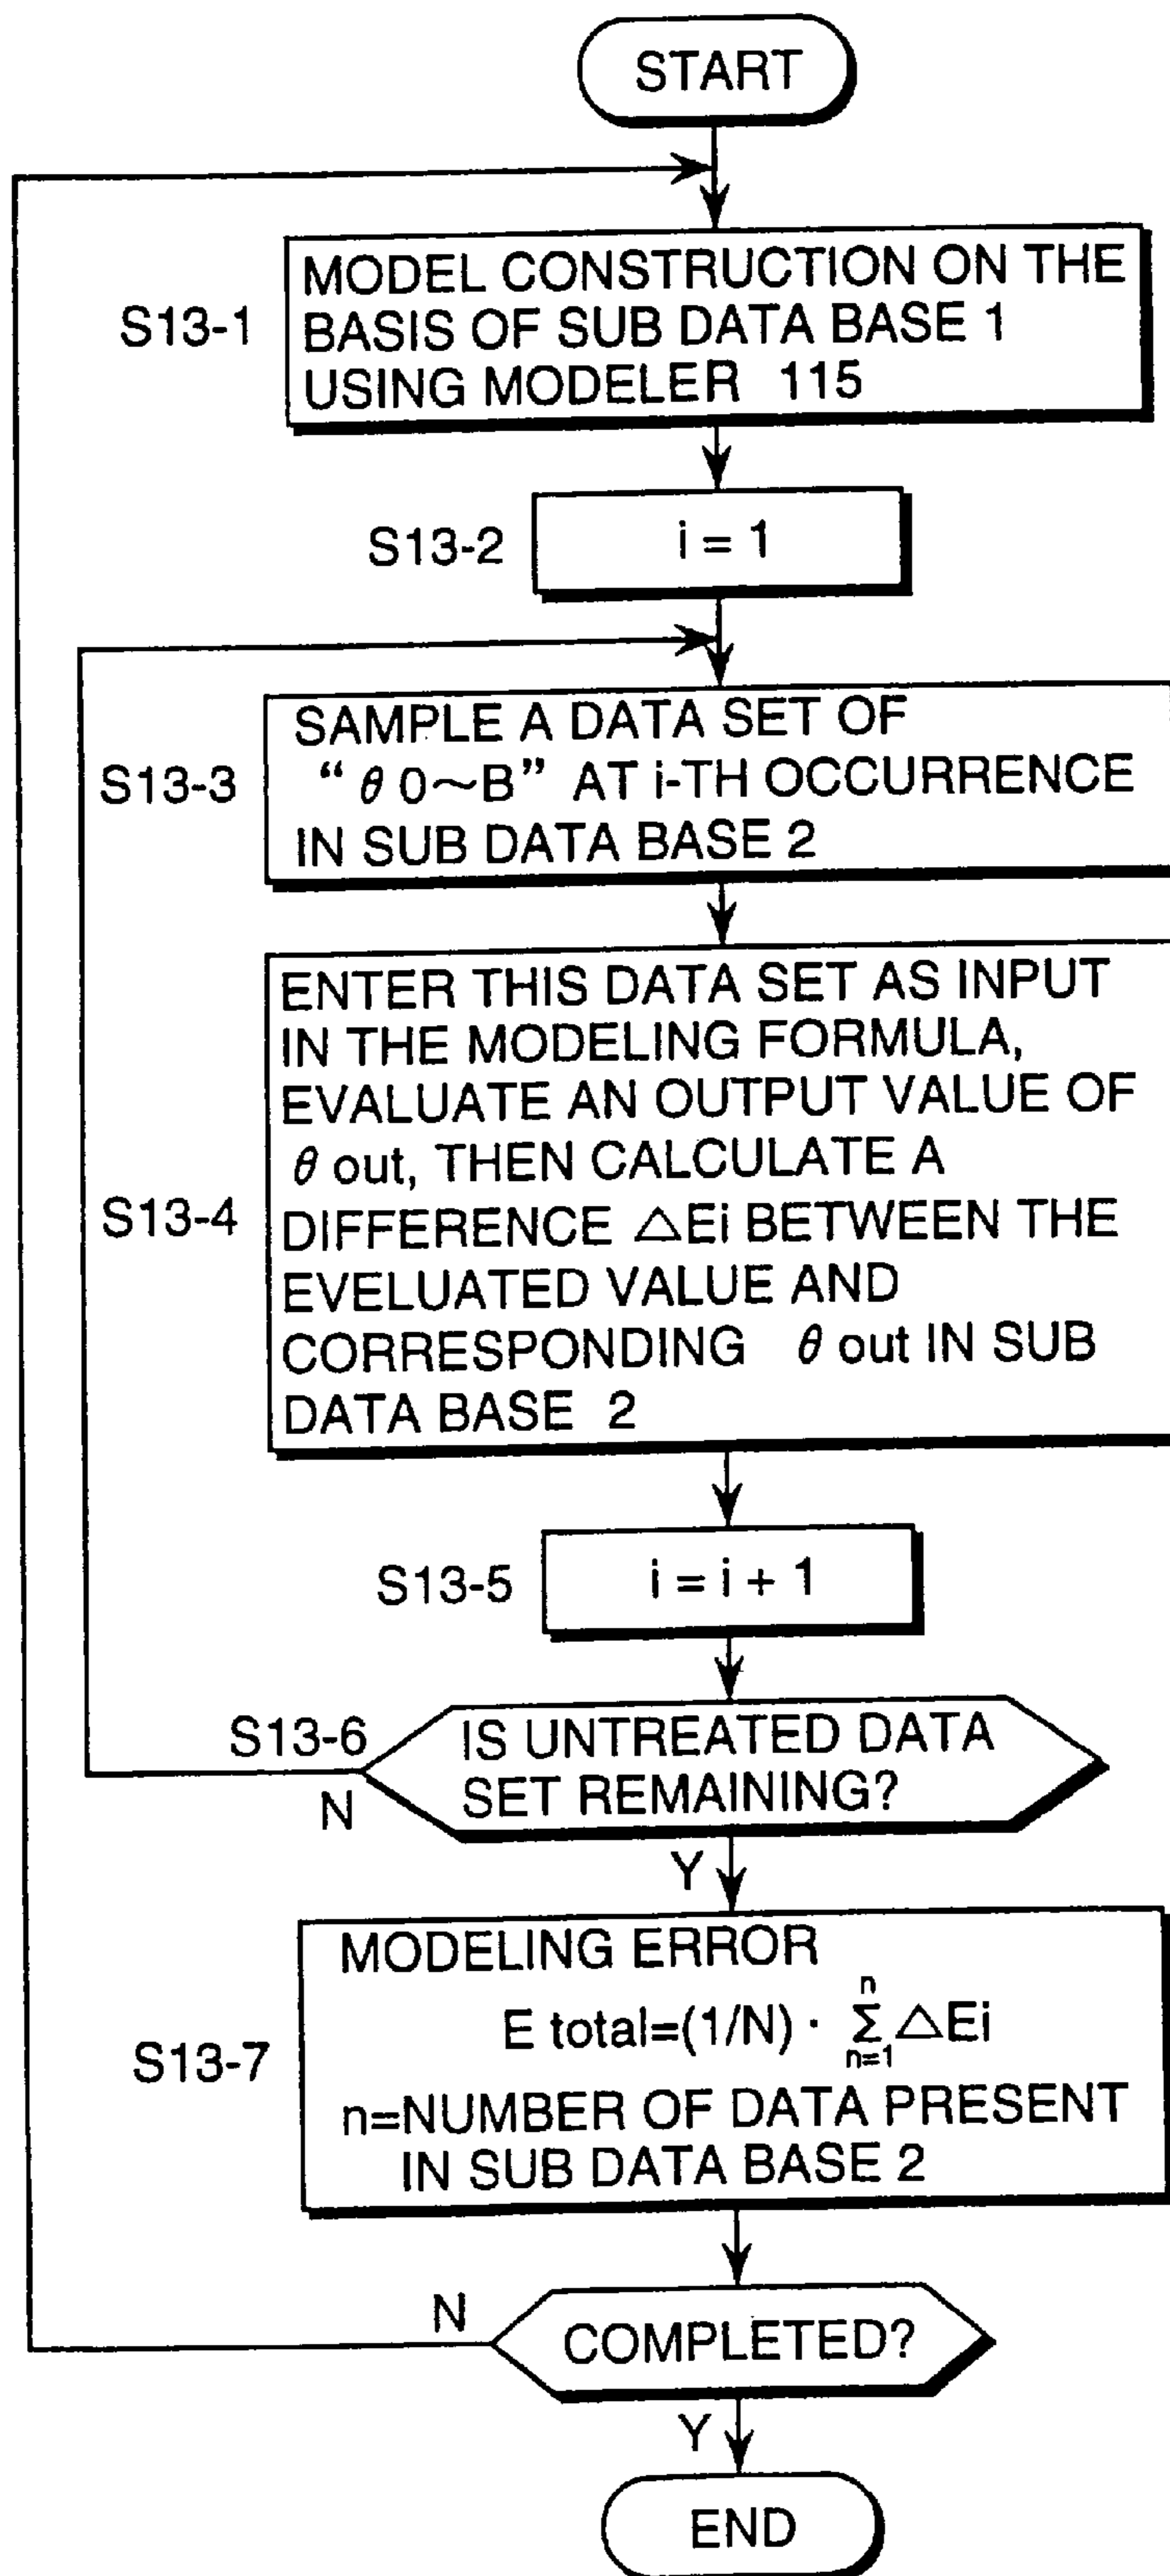 START
S13-1
MODEL CONSTRUCTION ON THE
BASIS OF SUB DATA BASE 1
USING MODELER 115
S13-2
i = 1
S13-3
SAMPLE A DATA SET OF
“ θ 0~B” AT i-TH OCCURRENCE
IN SUB DATA BASE 2
S13-4
ENTER THIS DATA SET AS INPUT
IN THE MODELING FORMULA,
EVALUATE AN OUTPUT VALUE OF
θ out, THEN CALCULATE A
DIFFERENCE △Ei BETWEEN THE
EVELUATED VALUE AND
CORRESPONDING θ out IN SUB
DATA BASE 2
S13-5
i = i + 1
S13-6
IS UNTREATED DATA
SET REMAINING?
N
Y
S13-7
MODELING ERROR
E total=(1/N) · n Σ n=1 △Ei
n=NUMBER OF DATA PRESENT
IN SUB DATA BASE 2
N
COMPLETED?
Y
END